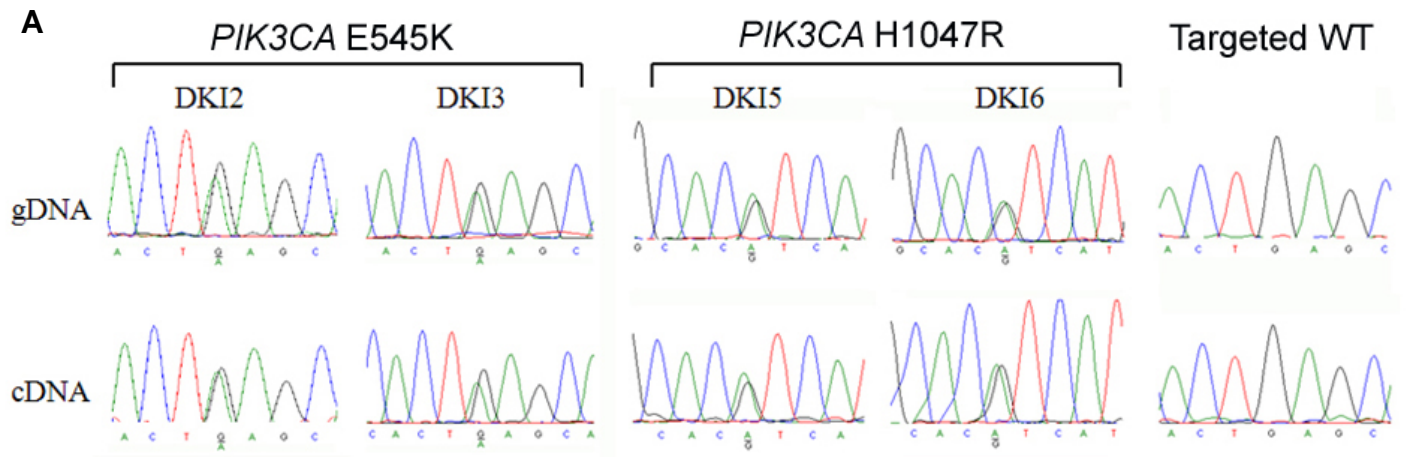 A
PIK3CA E545K PIK3CA H1047R Targeted WT
DKI2 DKI3 DKI5 DKI6
gDNA
A C T G A G C A C T G A G C G C A C A T C A G C A C A T C A T A C T G A G C
A A G G
cDNA
A C T G A G C C A C T G A G C A C A C A T C A C A C A T C A T A C T G A G C
A A G G